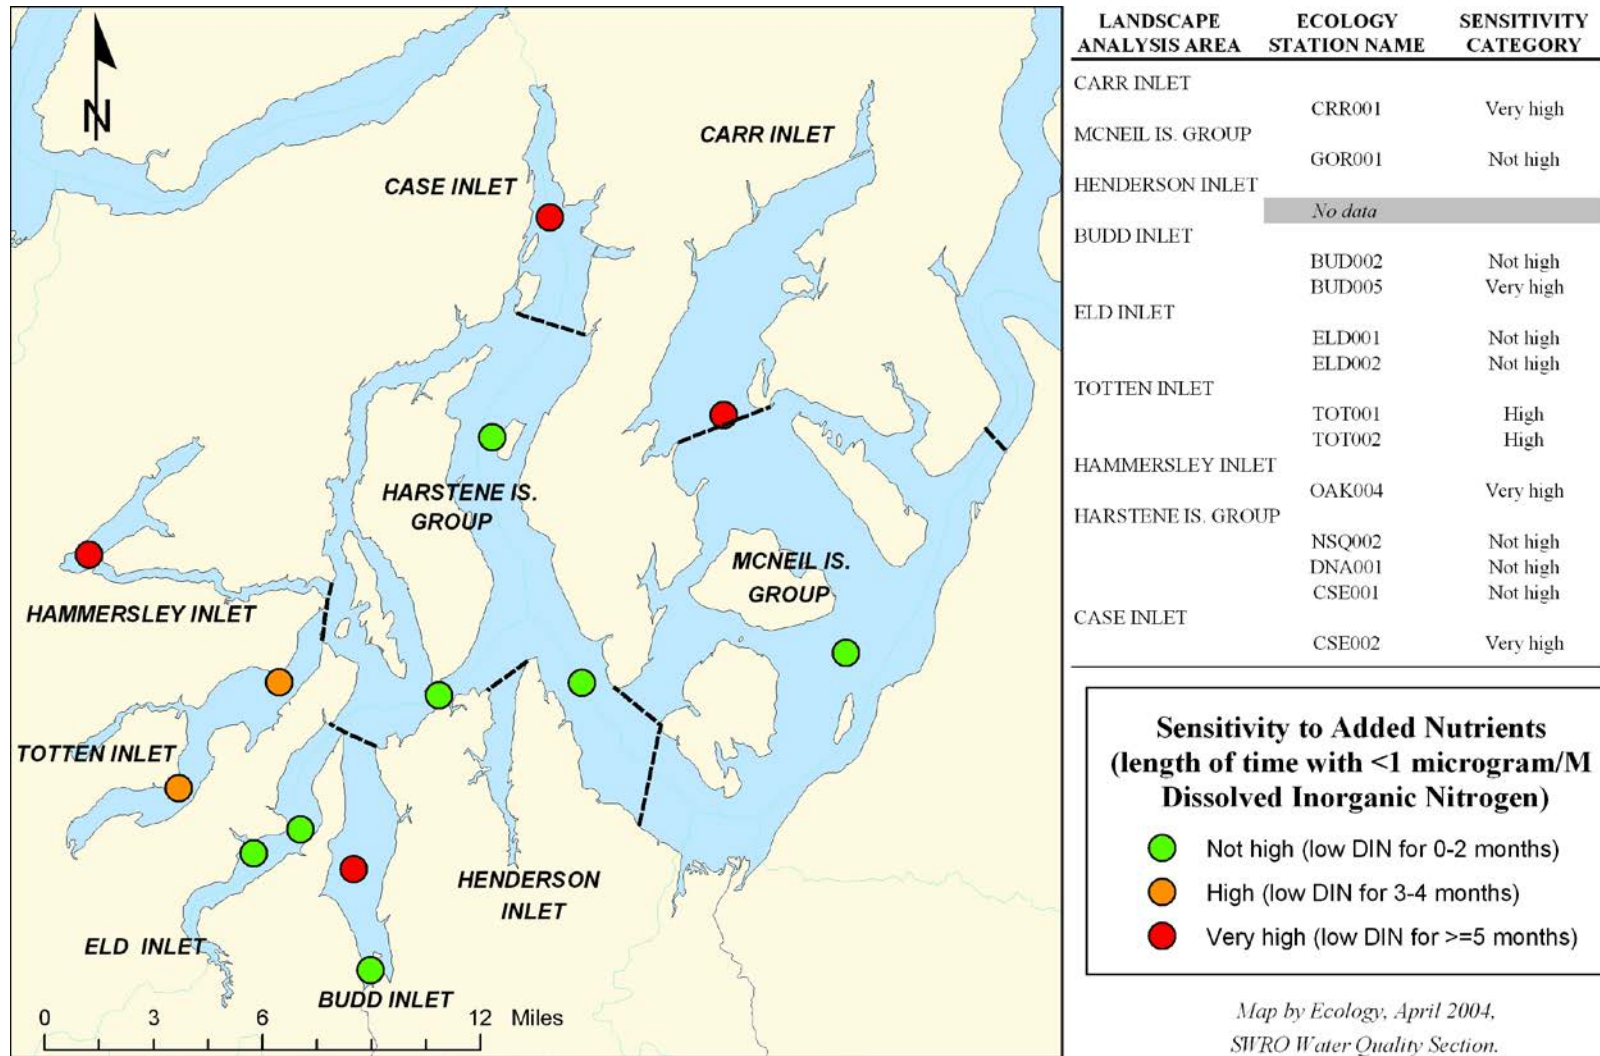 N
CASE INLET
CARR INLET
HARSTENE IS.
GROUP
MCNEIL IS.
GROUP
HAMMERSLEY INLET
TOTTEN INLET
HENDERSON
INLET
ELD INLET
BUDD INLET
0 3 6 12 Miles
LANDSCAPE ECOLOGY SENSITIVITY
ANALYSIS AREA STATION NAME CATEGORY
CARR INLET
CRR001 Very high
MCNEIL IS. GROUP
GOR001 Not high
HENDERSON INLET
No data
BUDD INLET
BUD002 Not high
BUD005 Very high
ELD INLET
ELD001 Not high
ELD002 Not high
TOTTEN INLET
TOT001 High
TOT002 High
HAMMERSLEY INLET
OAK004 Very high
HARSTENE IS. GROUP
NSQ002 Not high
DNA001 Not high
CSE001 Not high
CASE INLET
CSE002 Very high
Sensitivity to Added Nutrients
(length of time with <1 microgram/M
Dissolved Inorganic Nitrogen)
Not high (low DIN for 0-2 months)
High (low DIN for 3-4 months)
Very high (low DIN for >=5 months)
Map by Ecology, April 2004,
SWRO Water Quality Section.